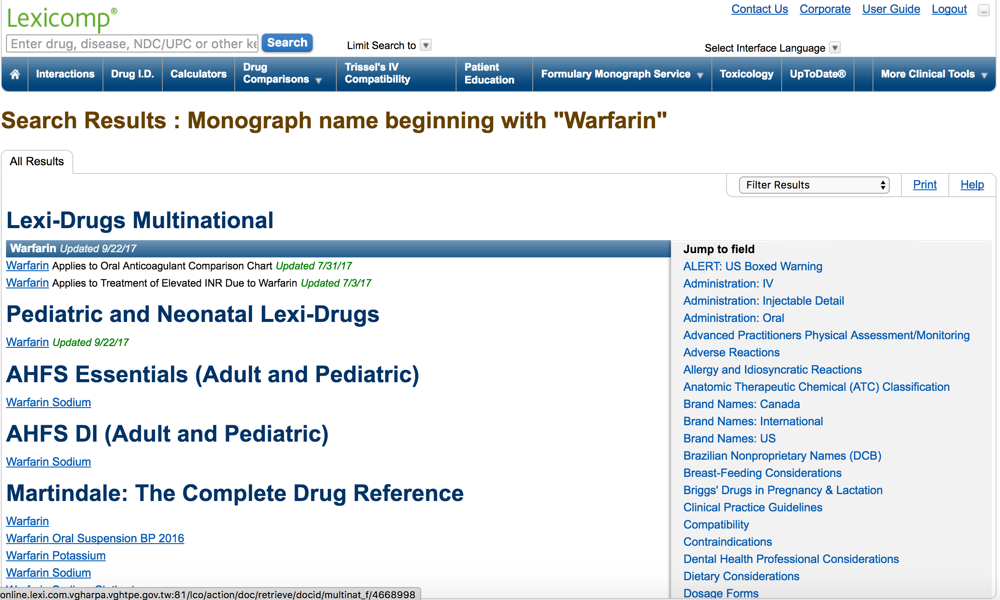 Lexicomp®
Contact Us Corporate User Guide Logout
Enter drug, disease, NDC/UPC or other ke
Search
Limit Search to
Select Interface Language
Interactions
Drug I.D.
Calculators
Drug
Comparisons
Trissel's IV
Compatibility
Patient
Education
Formulary Monograph Service
Toxicology
UpToDate®
More Clinical Tools
Search Results : Monograph name beginning with "Warfarin"
All Results
Filter Results
Print
Help
Lexi-Drugs Multinational
Warfarin Updated 9/22/17
Warfarin Applies to Oral Anticoagulant Comparison Chart Updated 7/31/17
Warfarin Applies to Treatment of Elevated INR Due to Warfarin Updated 7/3/17
Pediatric and Neonatal Lexi-Drugs
Warfarin Updated 9/22/17
AHFS Essentials (Adult and Pediatric)
Warfarin Sodium
AHFS DI (Adult and Pediatric)
Warfarin Sodium
Martindale: The Complete Drug Reference
Warfarin
Warfarin Oral Suspension BP 2016
Warfarin Potassium
Warfarin Sodium
Jump to field
ALERT: US Boxed Warning
Administration: IV
Administration: Injectable Detail
Administration: Oral
Advanced Practitioners Physical Assessment/Monitoring
Adverse Reactions
Allergy and Idiosyncratic Reactions
Anatomic Therapeutic Chemical (ATC) Classification
Brand Names: Canada
Brand Names: International
Brand Names: US
Brazilian Nonproprietary Names (DCB)
Breast-Feeding Considerations
Briggs' Drugs in Pregnancy & Lactation
Clinical Practice Guidelines
Compatibility
Contraindications
Dental Health Professional Considerations
Dietary Considerations
Dosage Forms
online.lexi.com.vgharpa.vghtpe.gov.tw:81/lco/action/doc/retrieve/docid/multinat_f/4668998